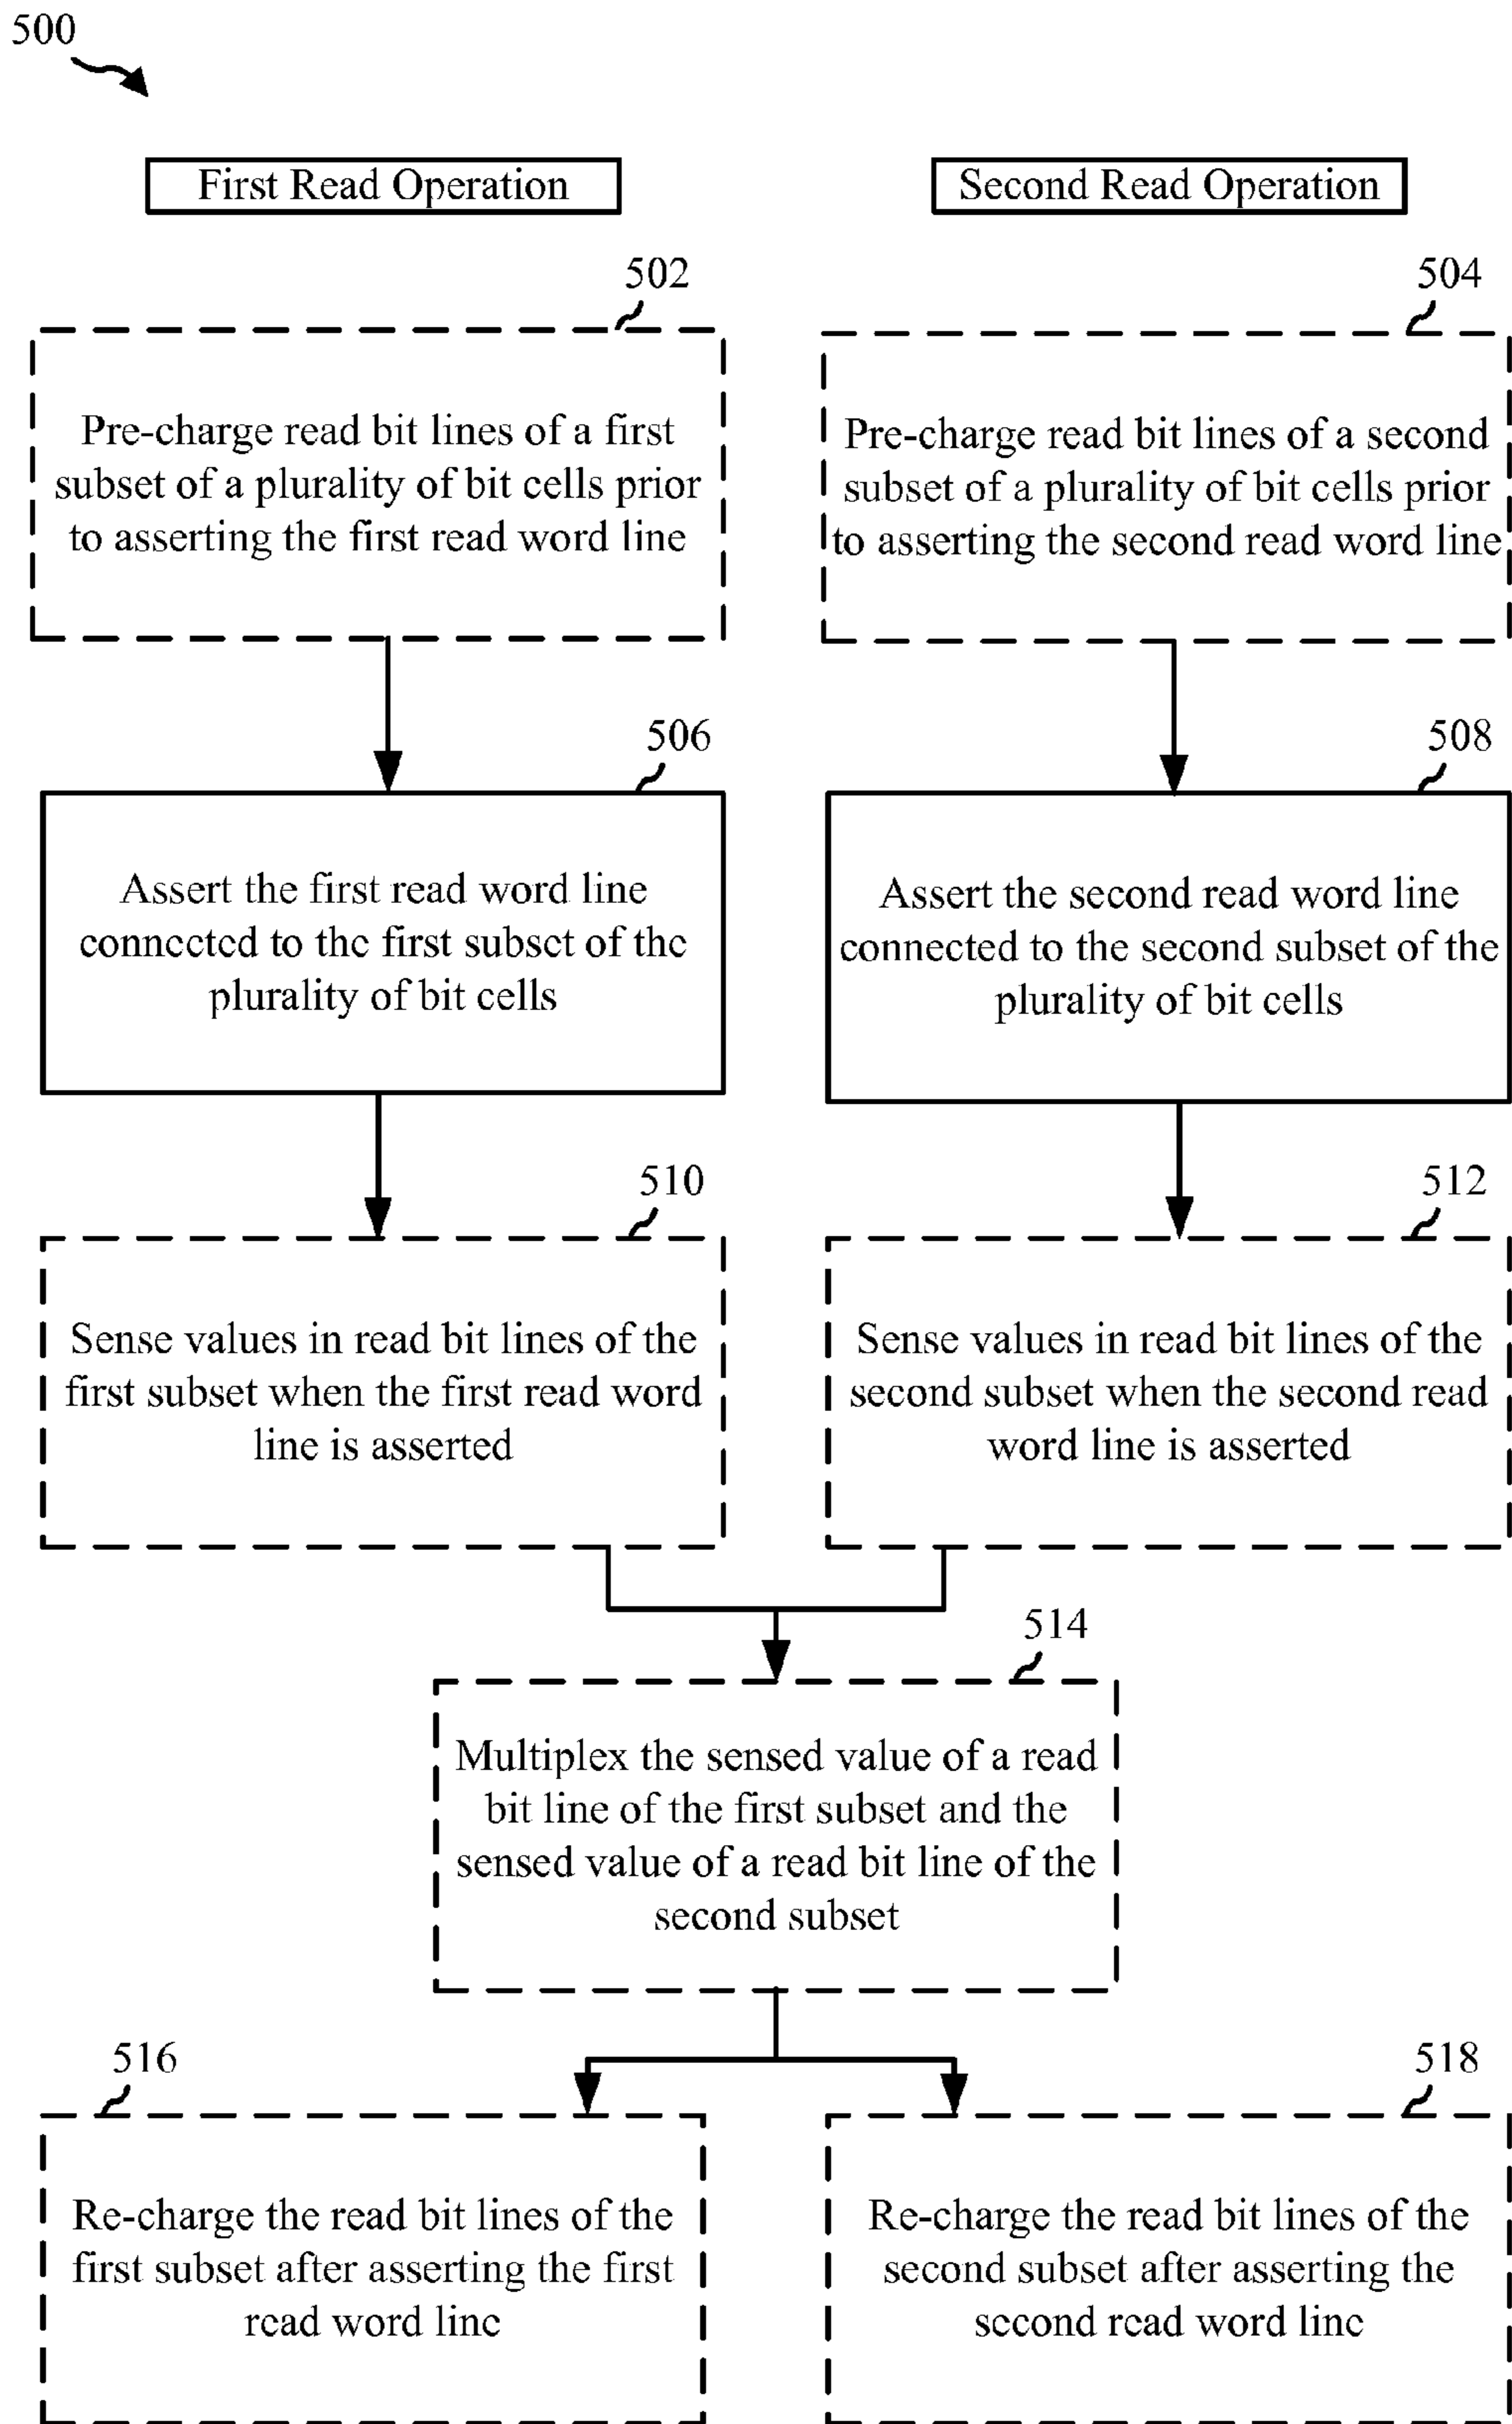 500
First Read Operation
Second Read Operation
502
Pre-charge read bit lines of a first
subset of a plurality of bit cells prior
to asserting the first read word line
504
Pre-charge read bit lines of a second
subset of a plurality of bit cells prior
to asserting the second read word line
506
Assert the first read word line
connected to the first subset of the
plurality of bit cells
508
Assert the second read word line
connected to the second subset of the
plurality of bit cells
510
Sense values in read bit lines of the
first subset when the first read word
line is asserted
512
Sense values in read bit lines of the
second subset when the second read
word line is asserted
514
Multiplex the sensed value of a read
bit line of the first subset and the
sensed value of a read bit line of the
second subset
516
Re-charge the read bit lines of the
first subset after asserting the first
read word line
518
Re-charge the read bit lines of the
second subset after asserting the
second read word line